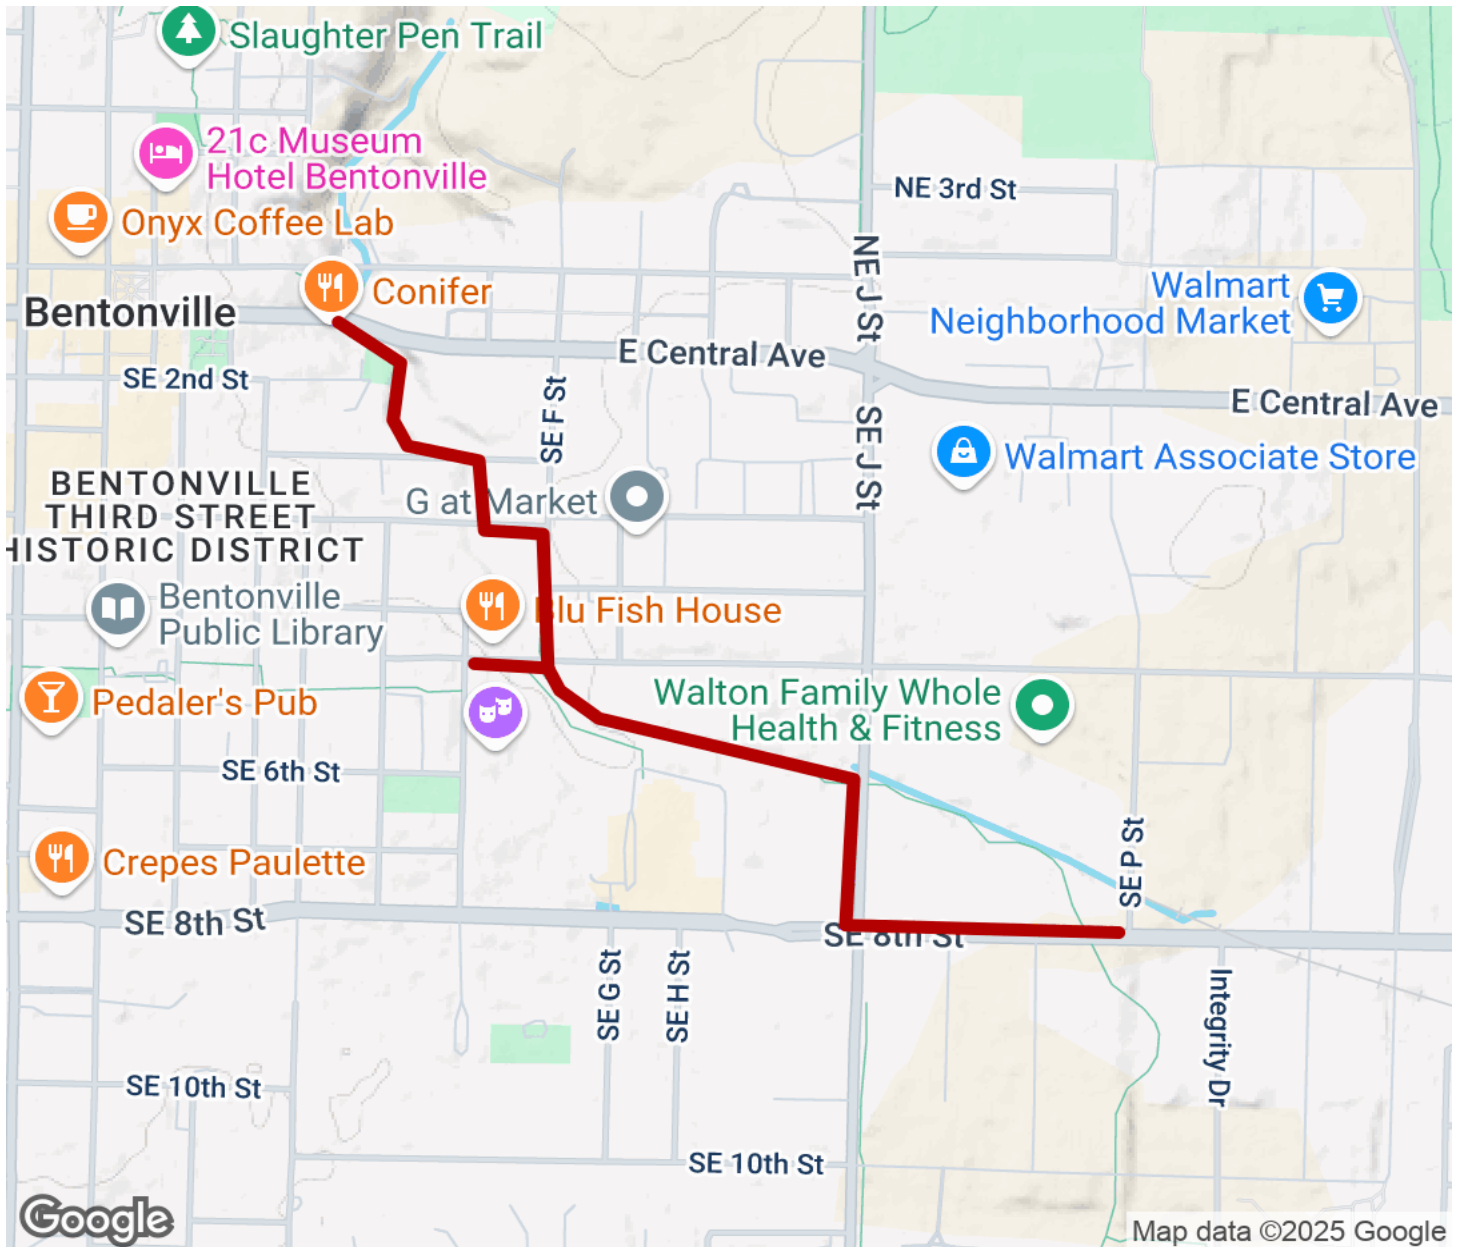 Slaughter Pen Trail
21c Museum
Hotel Bentonville
NE 3rd St
Onyx Coffee Lab
NE J St
Conifer
Walmart
Neighborhood Market
Bentonville
E Central Ave
SE 2nd St
SE F St
E Central Ave
SE J St
Walmart Associate Store
BENTONVILLE
THIRD STREET
HISTORIC DISTRICT
G at Market
Bentonville
Public Library
Blu Fish House
Pedaler's Pub
Walton Family Whole
Health & Fitness
SE 6th St
SE P St
Crepes Paulette
SE 8th St
SE 8th St
SE G St
SE H St
Integrity Dr
SE 10th St
SE 10th St
Google
Map data ©2025 Google